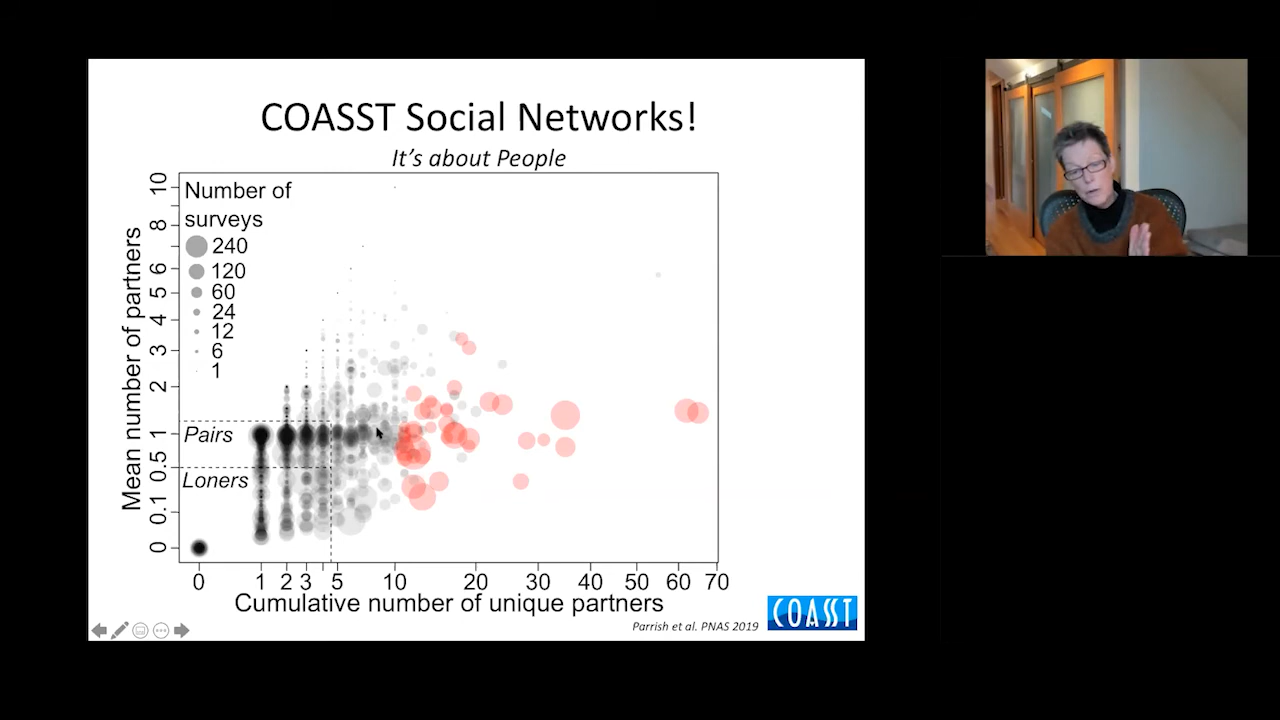 COASST Social Networks!
It's about People
Number of
surveys
240
120
60
24
12
6
1
Mean number of partners
10
8
6
5
4
3
2
1
0.5
0.1
0
Pairs
Loners
0 1 2 3 5 10 20 30 40 50 60 70
Cumulative number of unique partners
Parrish et al. PNAS 2019
COASST